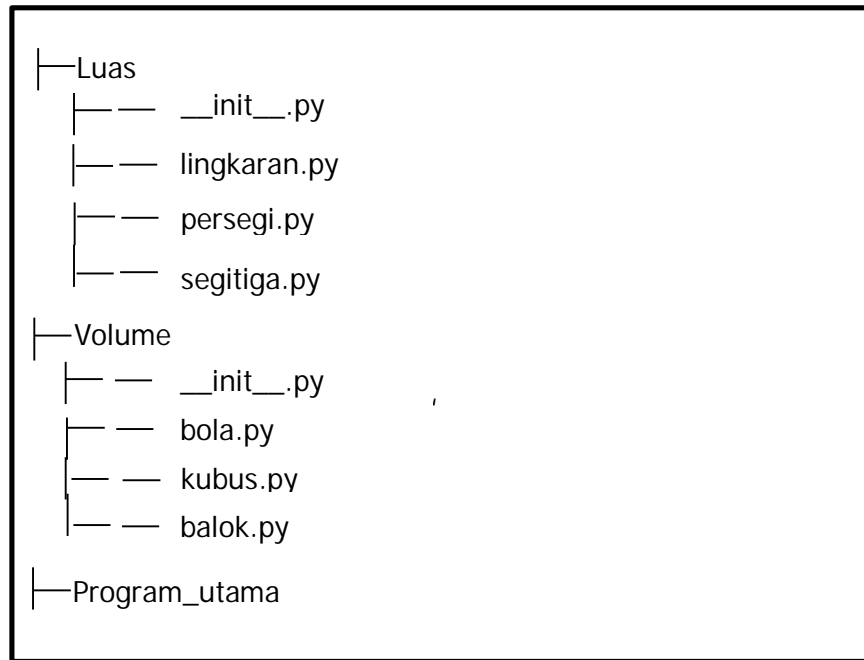 Luas
__init__.py
lingkaran.py
persegi.py
segitiga.py
Volume
__init__.py
bola.py
kubus.py
balok.py
Program_utama